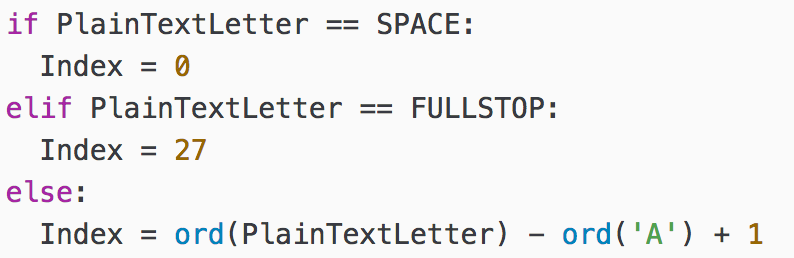 if PlainTextLetter == SPACE:
  Index = 0
elif PlainTextLetter == FULLSTOP:
  Index = 27
else:
  Index = ord(PlainTextLetter) - ord('A') + 1